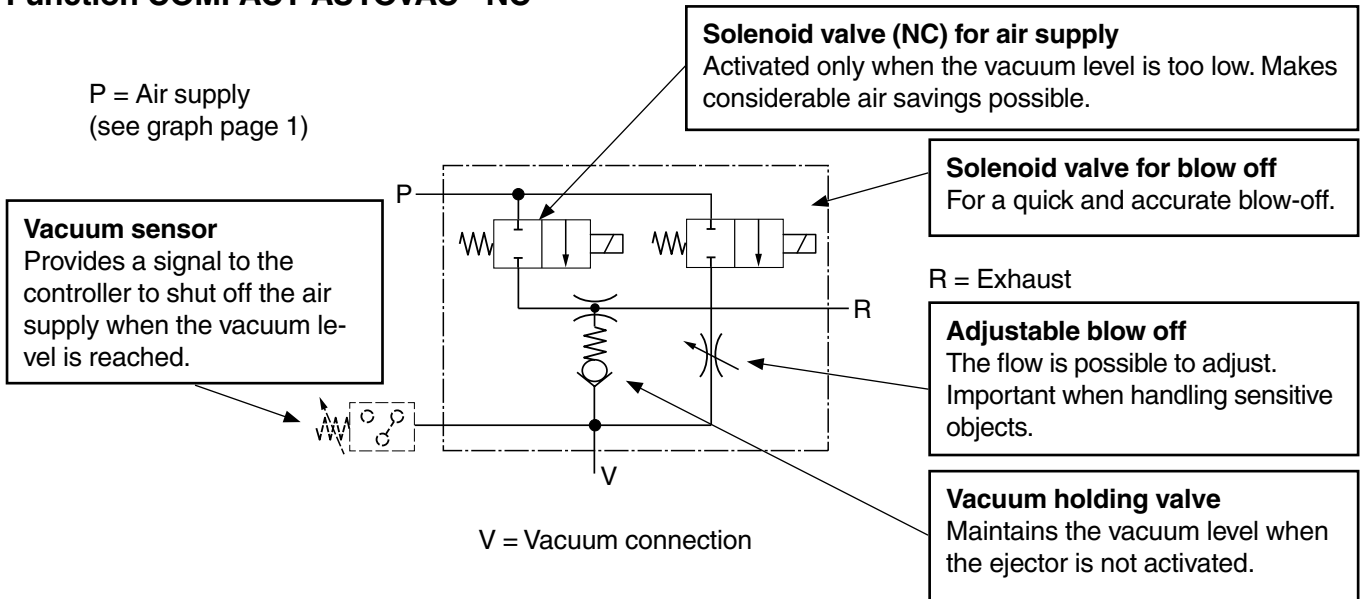 Function COMPACT AUTOVAC - NC
Solenoid valve (NC) for air supply
Activated only when the vacuum level is too low. Makes
considerable air savings possible.
P = Air supply
(see graph page 1)
Solenoid valve for blow off
For a quick and accurate blow-off.
P
Vacuum sensor
Provides a signal to the
controller to shut off the air
supply when the vacuum le-
vel is reached.
R = Exhaust
R
Adjustable blow off
The flow is possible to adjust.
Important when handling sensitive
objects.
V
Vacuum holding valve
Maintains the vacuum level when
the ejector is not activated.
V = Vacuum connection